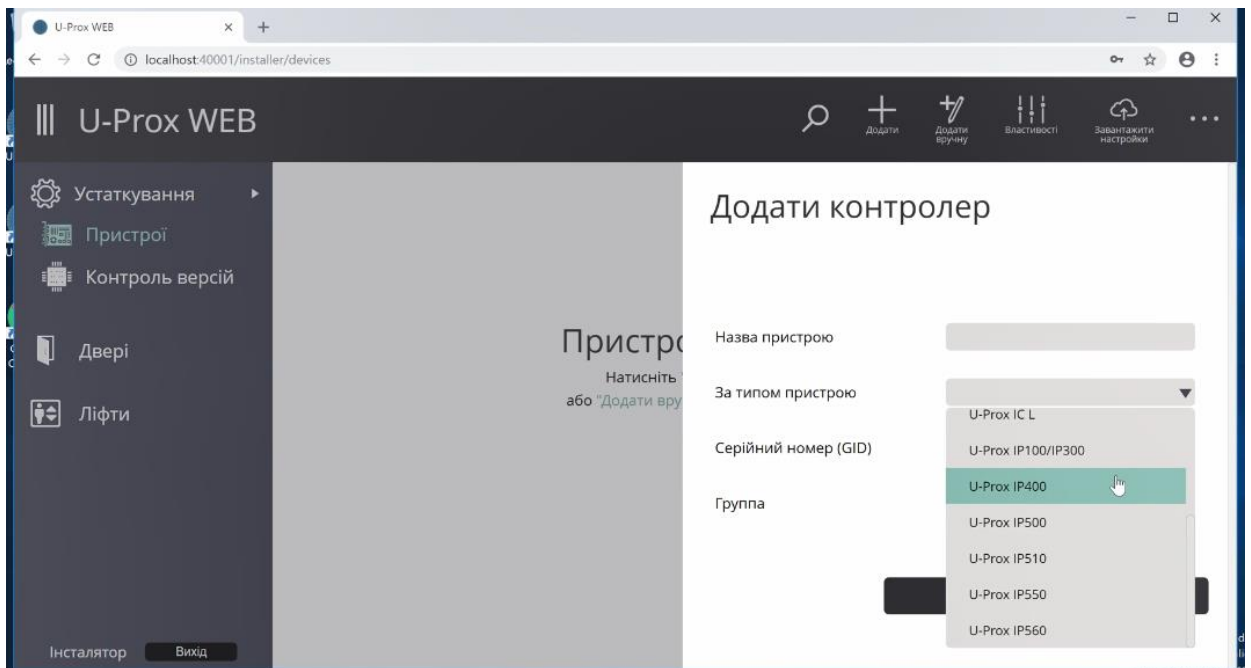 U-Prox WEB
localhost:40001/installer/devices
U-Prox WEB
Додати
Додати
вручну
Властивості
Завантажити
настройки
Устаткування
Пристрої
Контроль версій
Двері
Ліфти
Інсталятор
Вихід
Натисніть
або "Додати
Додати контролер
Назва пристрою
За типом пристрою
Серійний номер (GID)
Группа
U-Prox IC L
U-Prox IP100/IP300
U-Prox IP400
U-Prox IP500
U-Prox IP510
U-Prox IP550
U-Prox IP560